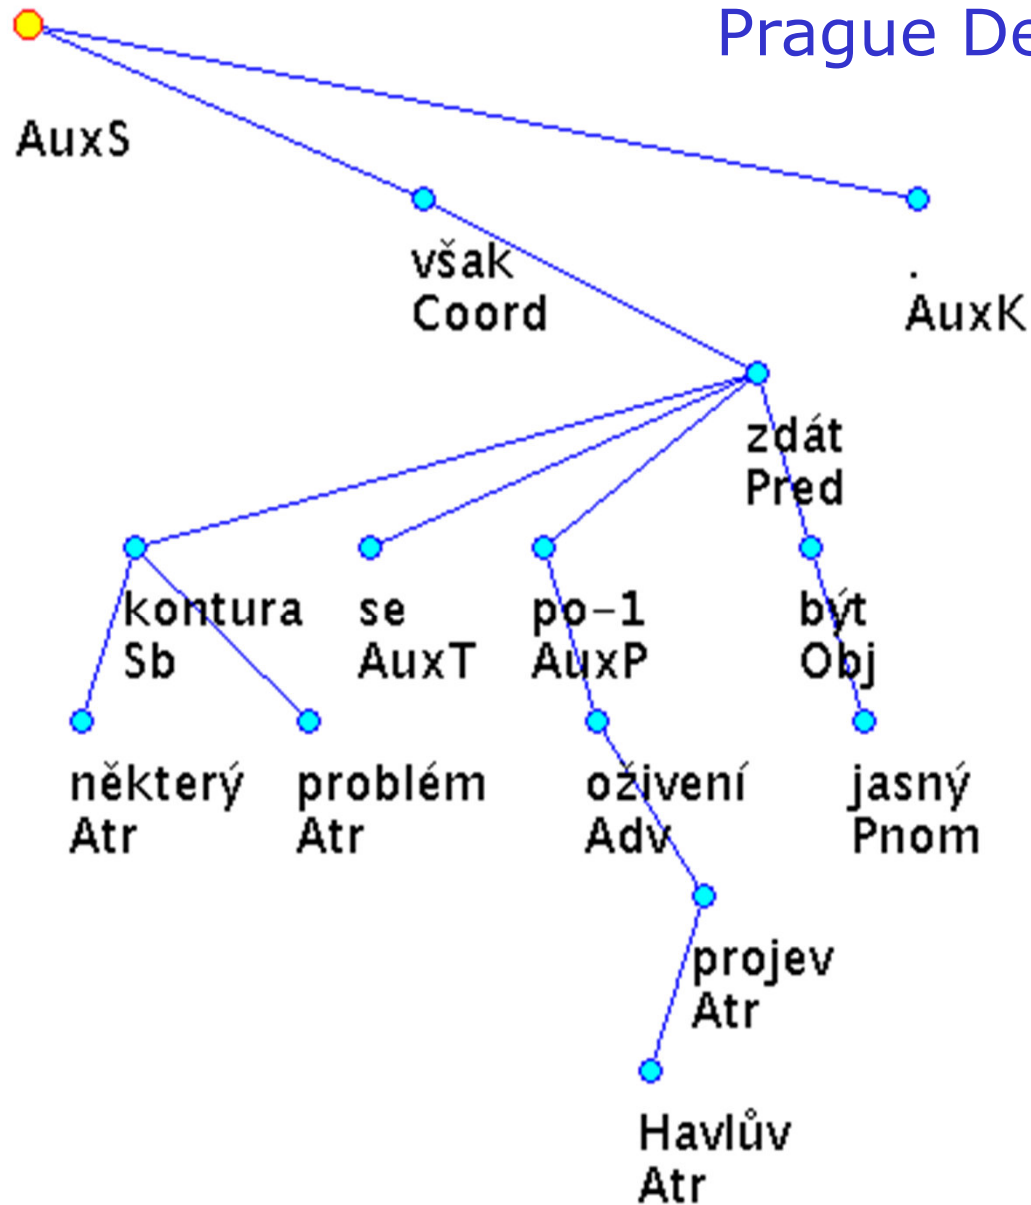 Prague De
AuxS
však
Coord
.
AuxK
zdát
Pred
kontura
Sb
se
AuxT
po-1
AuxP
být
Obj
některý
Atr
problém
Atr
oživení
Adv
jasný
Pnom
projev
Atr
Havlův
Atr